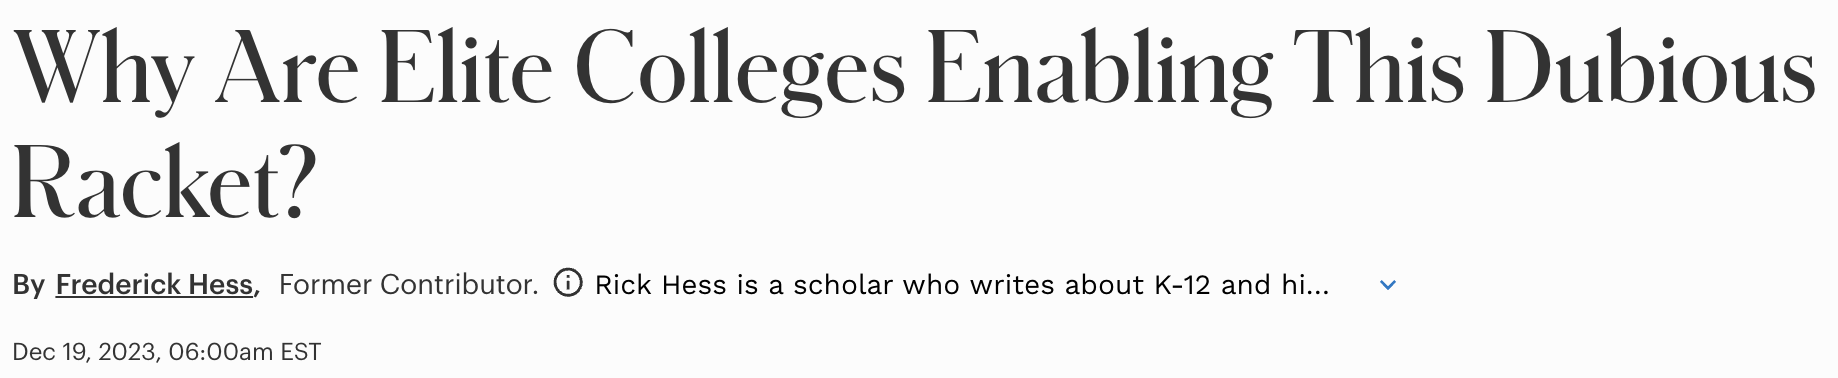 Why Are Elite Colleges Enabling This Dubious
Racket?
By Frederick Hess, Former Contributor. Rick Hess is a scholar who writes about K-12 and hi...
Dec 19, 2023, 06:00am EST